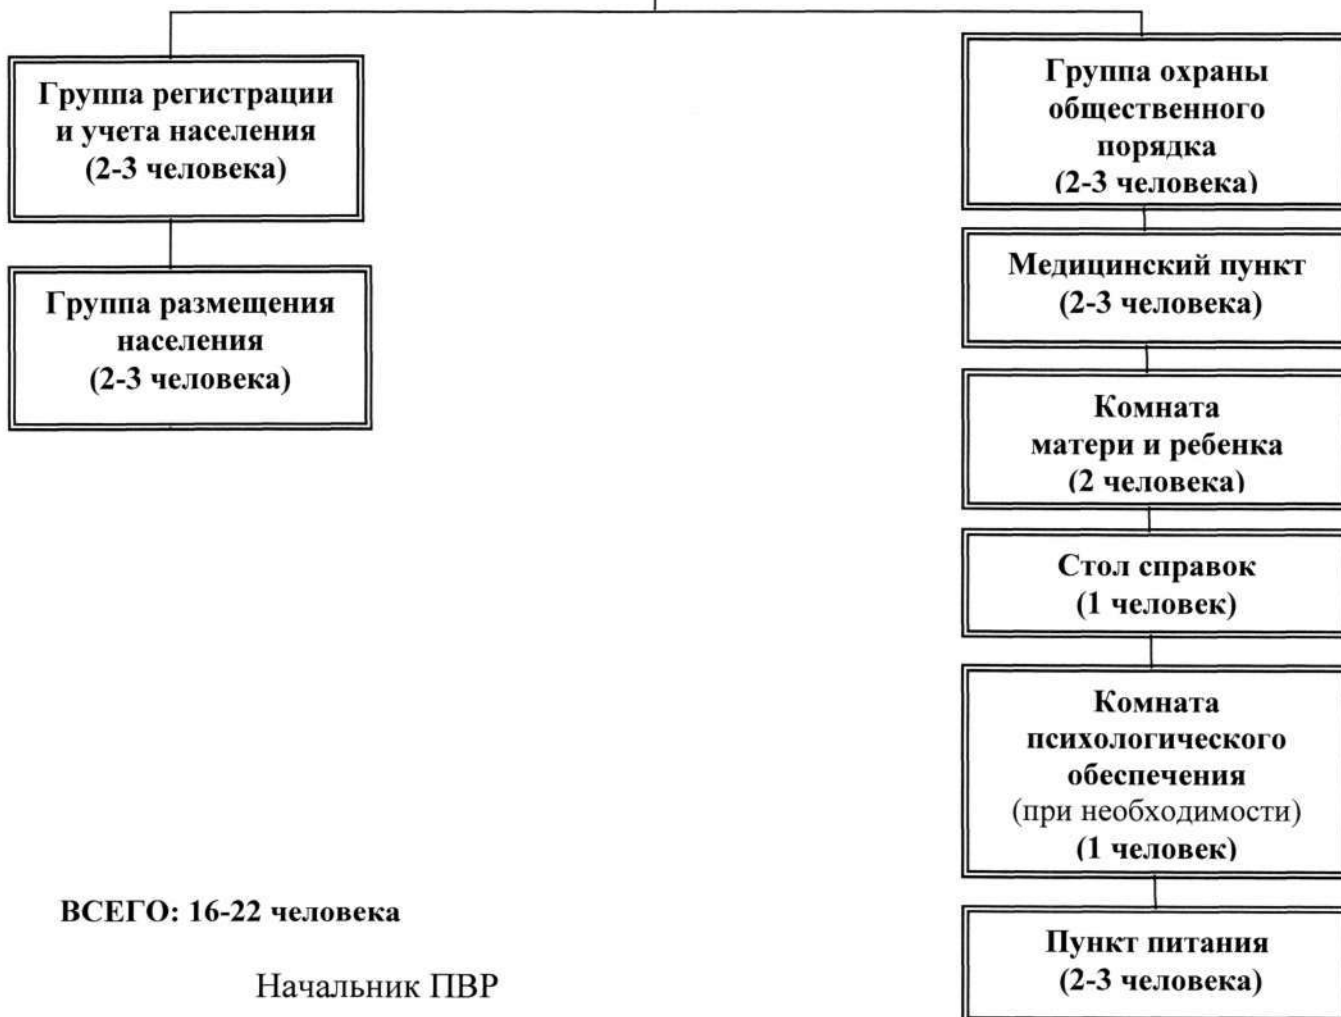 Группа регистрации
и учета населения
(2-3 человека)
Группа размещения
населения
(2-3 человека)
Группа охраны
общественного
порядка
(2-3 человека)
Медицинский пункт
(2-3 человека)
Комната
матери и ребенка
(2 человека)
Стол справок
(1 человек)
Комната
психологического
обеспечения
(при необходимости)
(1 человек)
Пункт питания
(2-3 человека)
ВСЕГО: 16-22 человека
Начальник ПВР